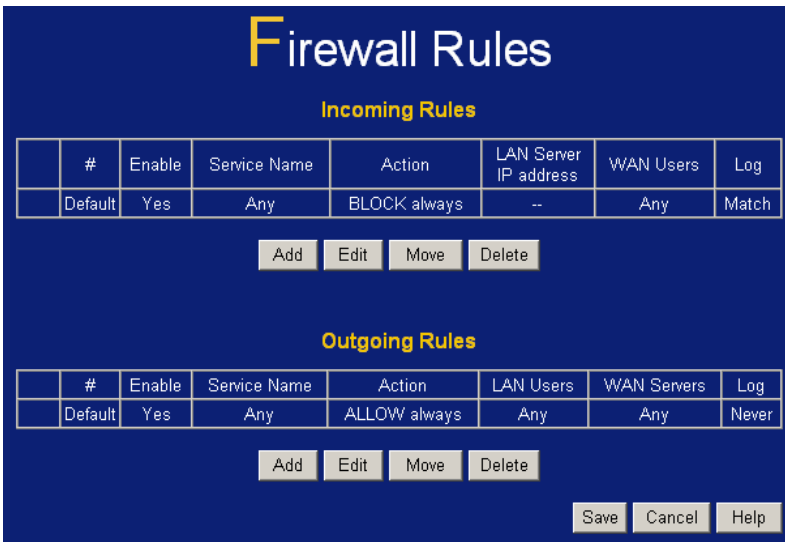 Firewall Rules
Incoming Rules
# Enable Service Name Action LAN Server IP address WAN Users Log
Default Yes Any BLOCK always -- Any Match
Add Edit Move Delete
Outgoing Rules
# Enable Service Name Action LAN Users WAN Servers Log
Default Yes Any ALLOW always Any Any Never
Add Edit Move Delete
Save Cancel Help